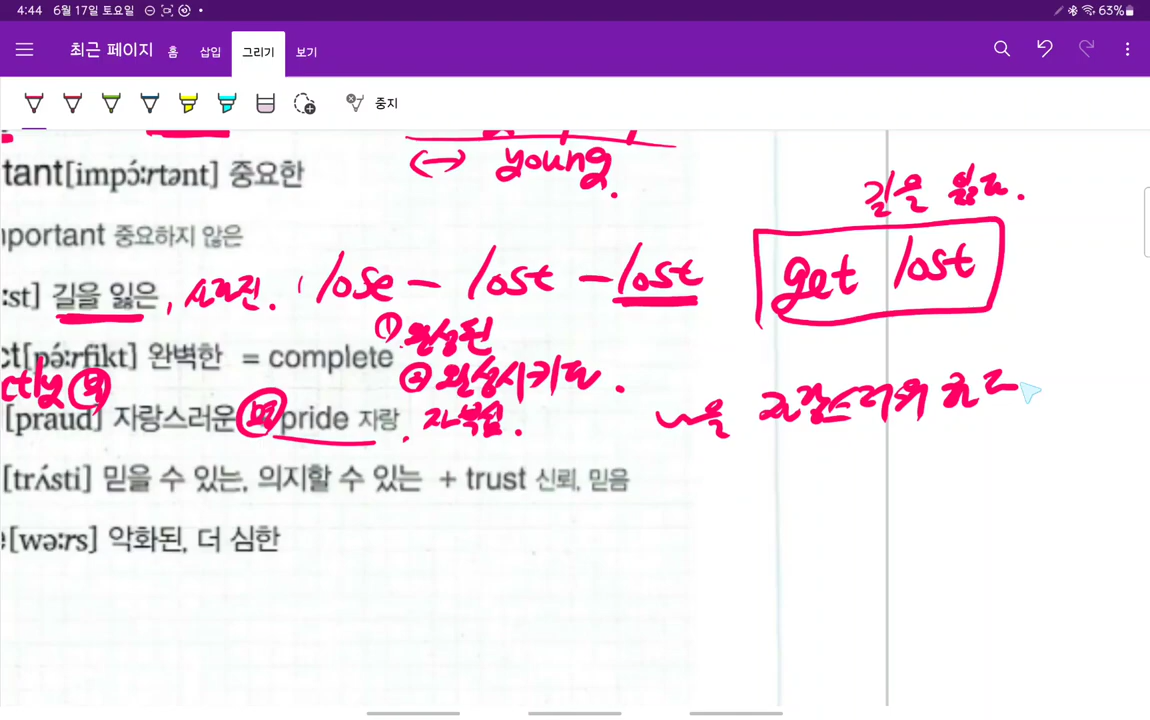 4:44 6월 17일 토요일 63%
최근 페이지 홈 삽입 그리기 보기
중지
↔ young.
tant[impɔ́ːrtənt] 중요한
길을 잃다.
mportant 중요하지 않은
get lost
ːst] 길을 잃은, 사라진. lose - lost - lost
① 완성된
ct[pə́ːrfikt] 완벽한 = complete
② 완성시키다.
ctly 부
[praud] 자랑스러운 명 pride 자랑, 자부심.
~을 자랑스러워 하다
[trʌ́sti] 믿을 수 있는, 의지할 수 있는 + trust 신뢰, 믿음
e[wəːrs] 악화된, 더 심한